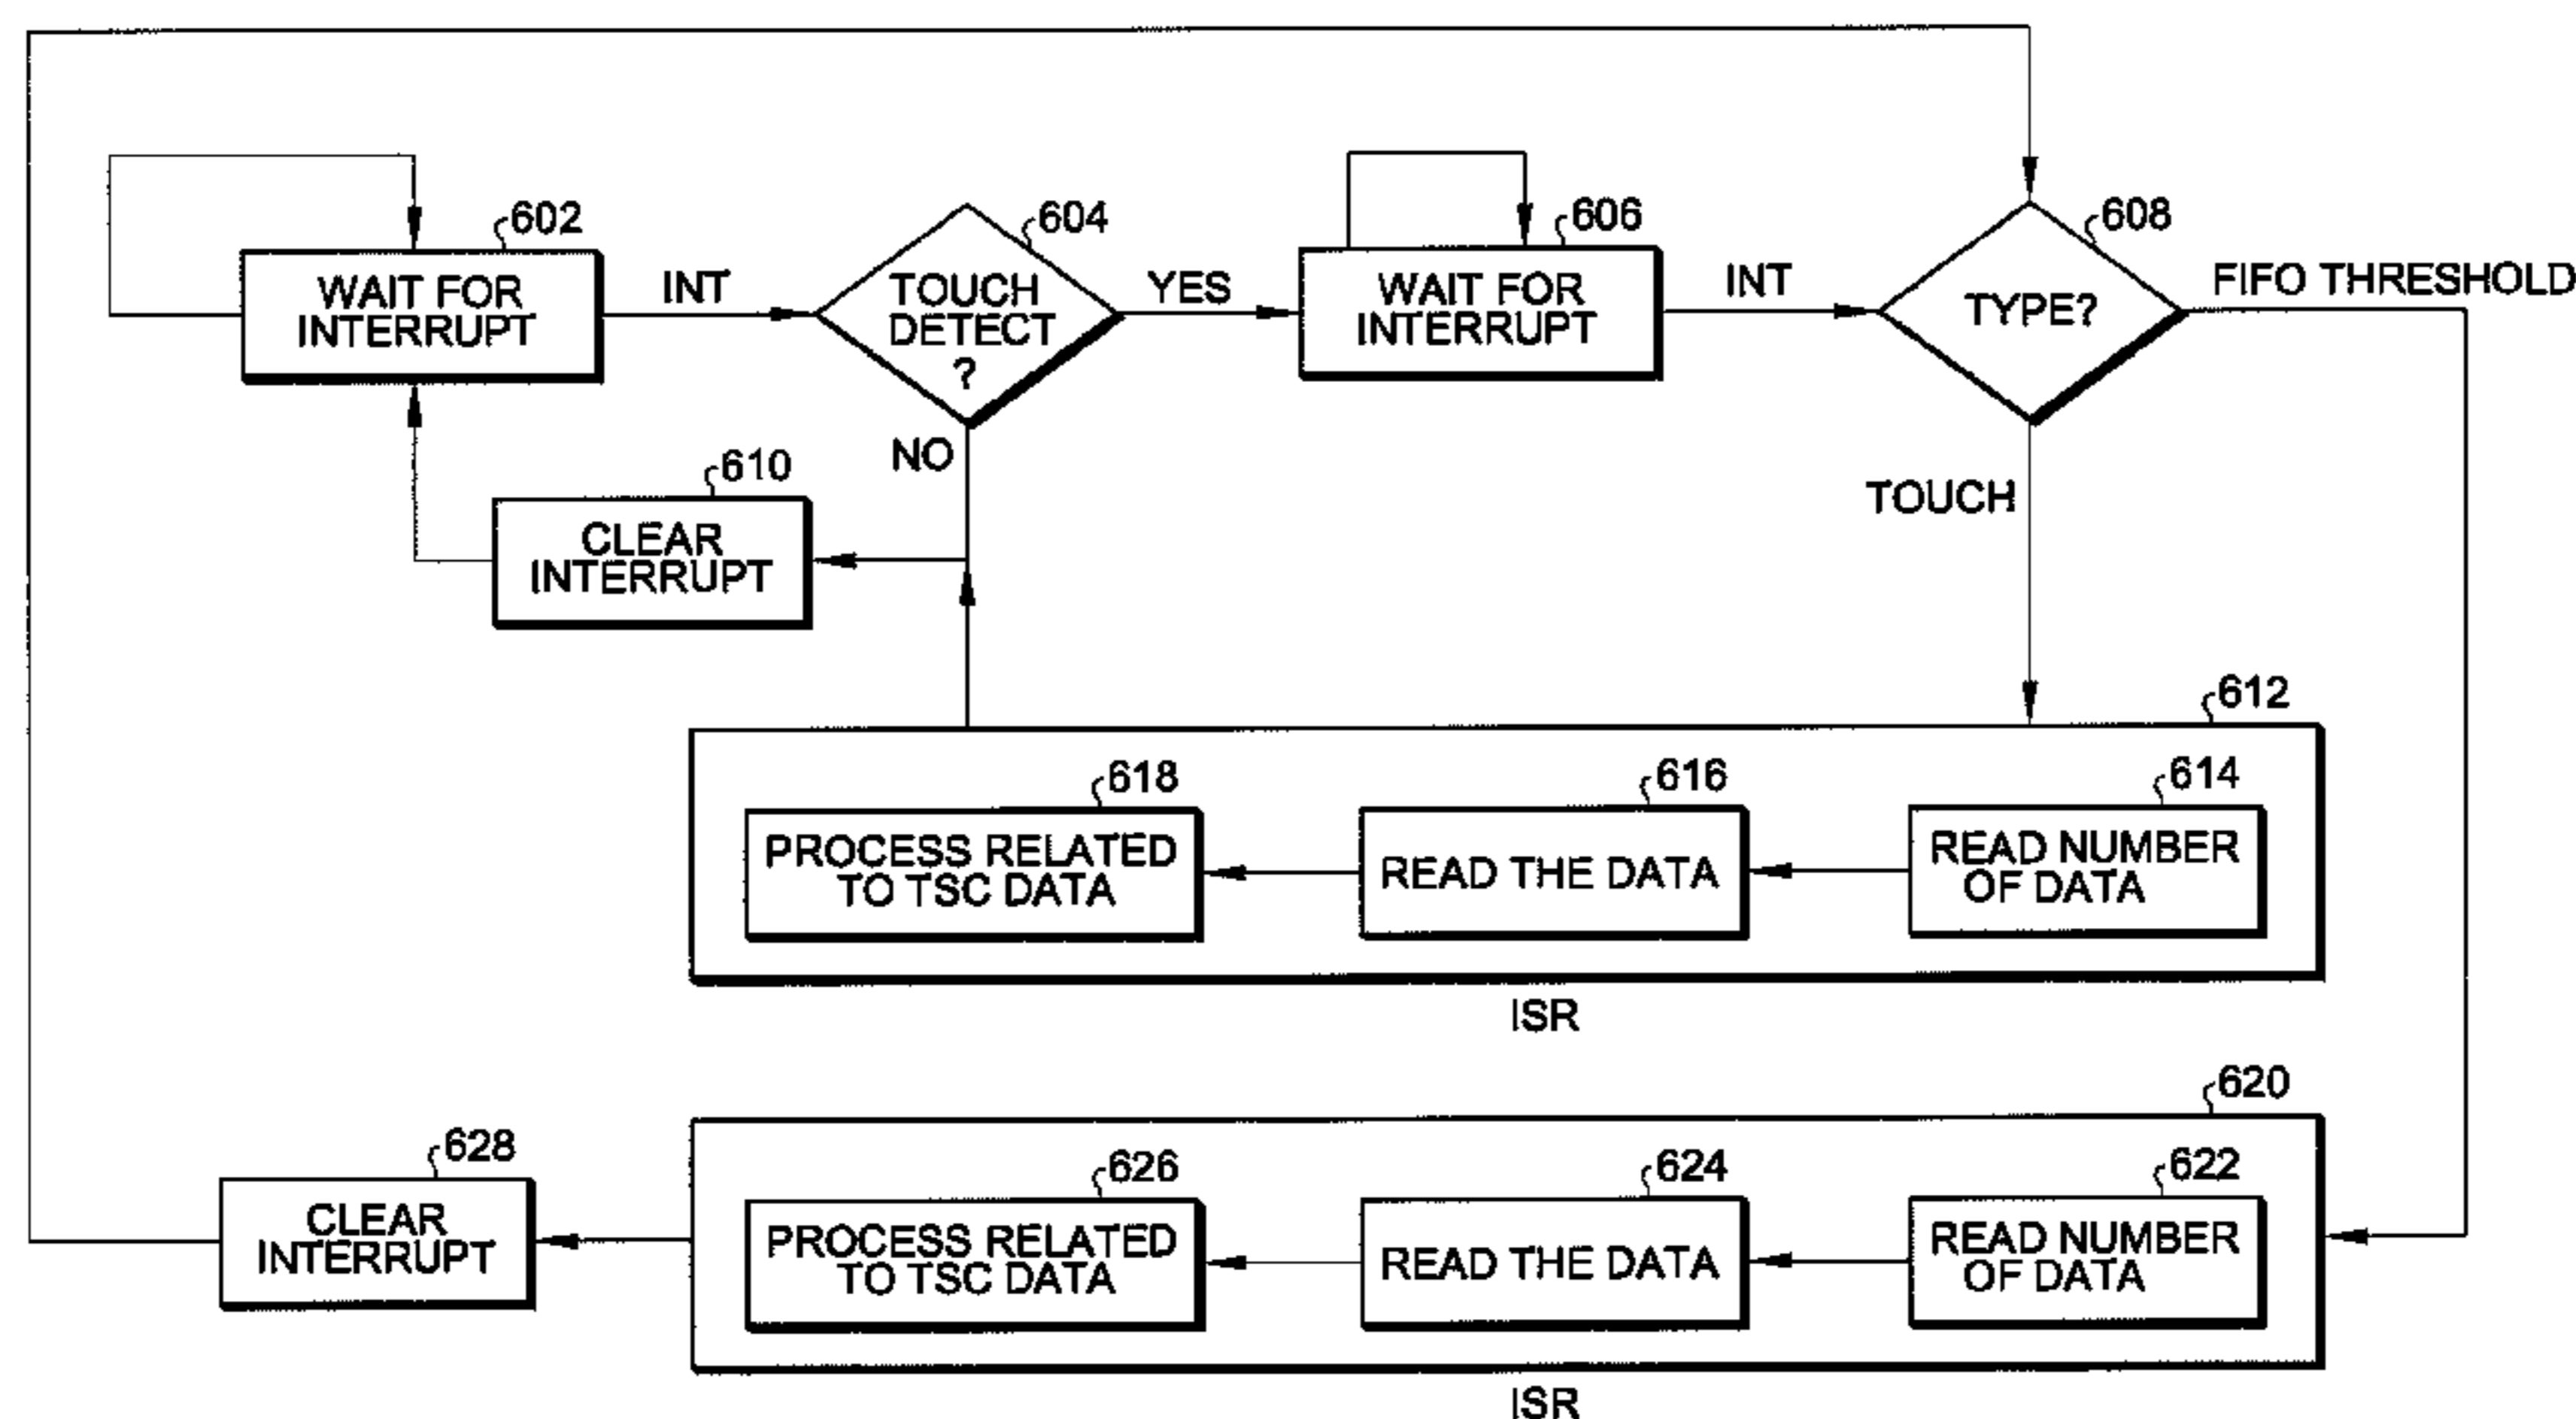 602
WAIT FOR
INTERRUPT
INT
604
TOUCH
DETECT
?
YES
NO
606
WAIT FOR
INTERRUPT
INT
608
TYPE?
FIFO THRESHOLD
TOUCH
610
CLEAR
INTERRUPT
612
618
PROCESS RELATED
TO TSC DATA
616
READ THE DATA
614
READ NUMBER
OF DATA
ISR
620
628
CLEAR
INTERRUPT
626
PROCESS RELATED
TO TSC DATA
624
READ THE DATA
622
READ NUMBER
OF DATA
ISR